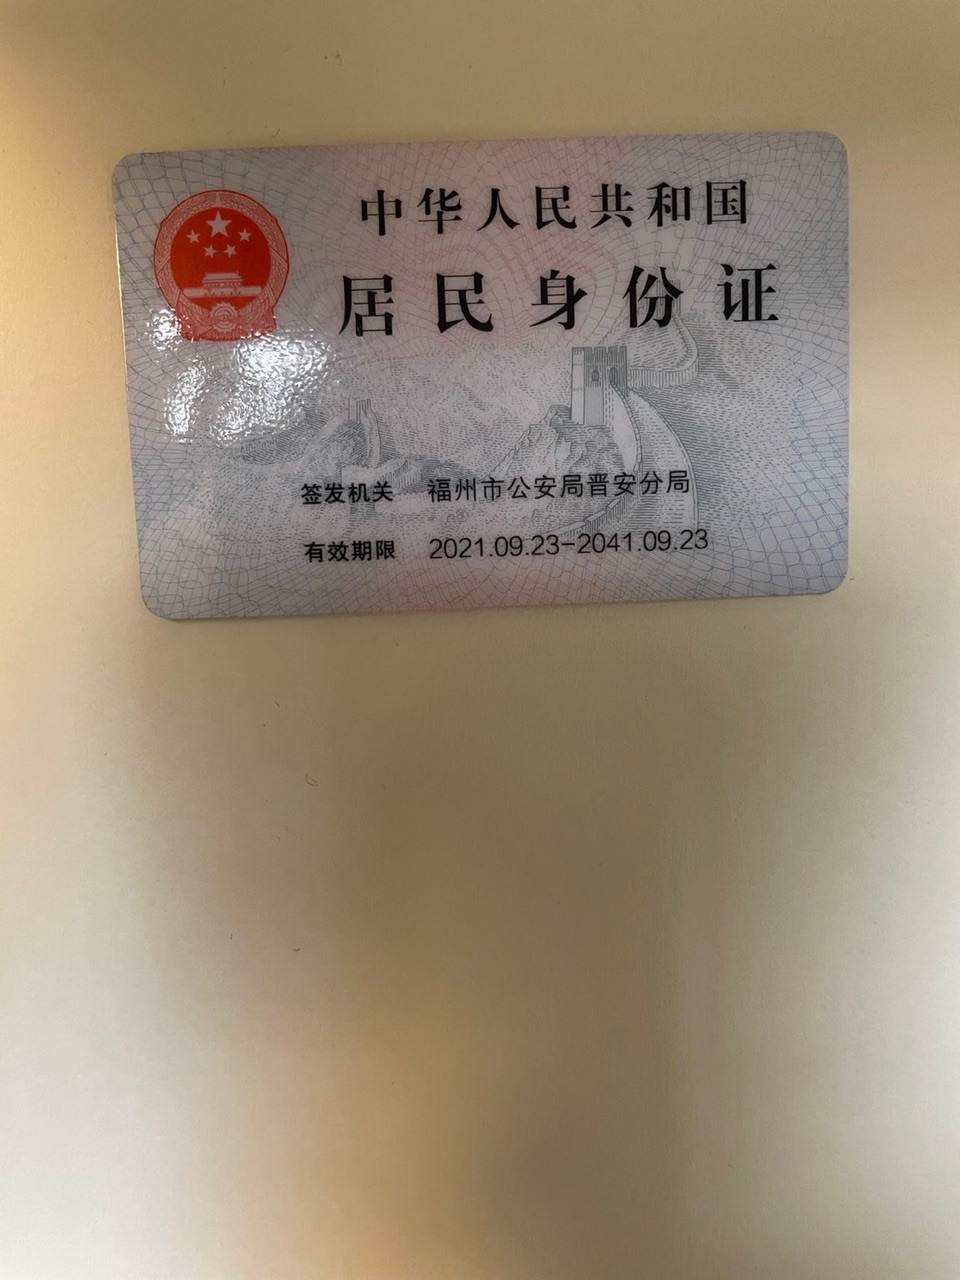 中华人民共和国
居民身份证
签发机关 福州市公安局晋安分局
有效期限 2021.09.23-2041.09.23